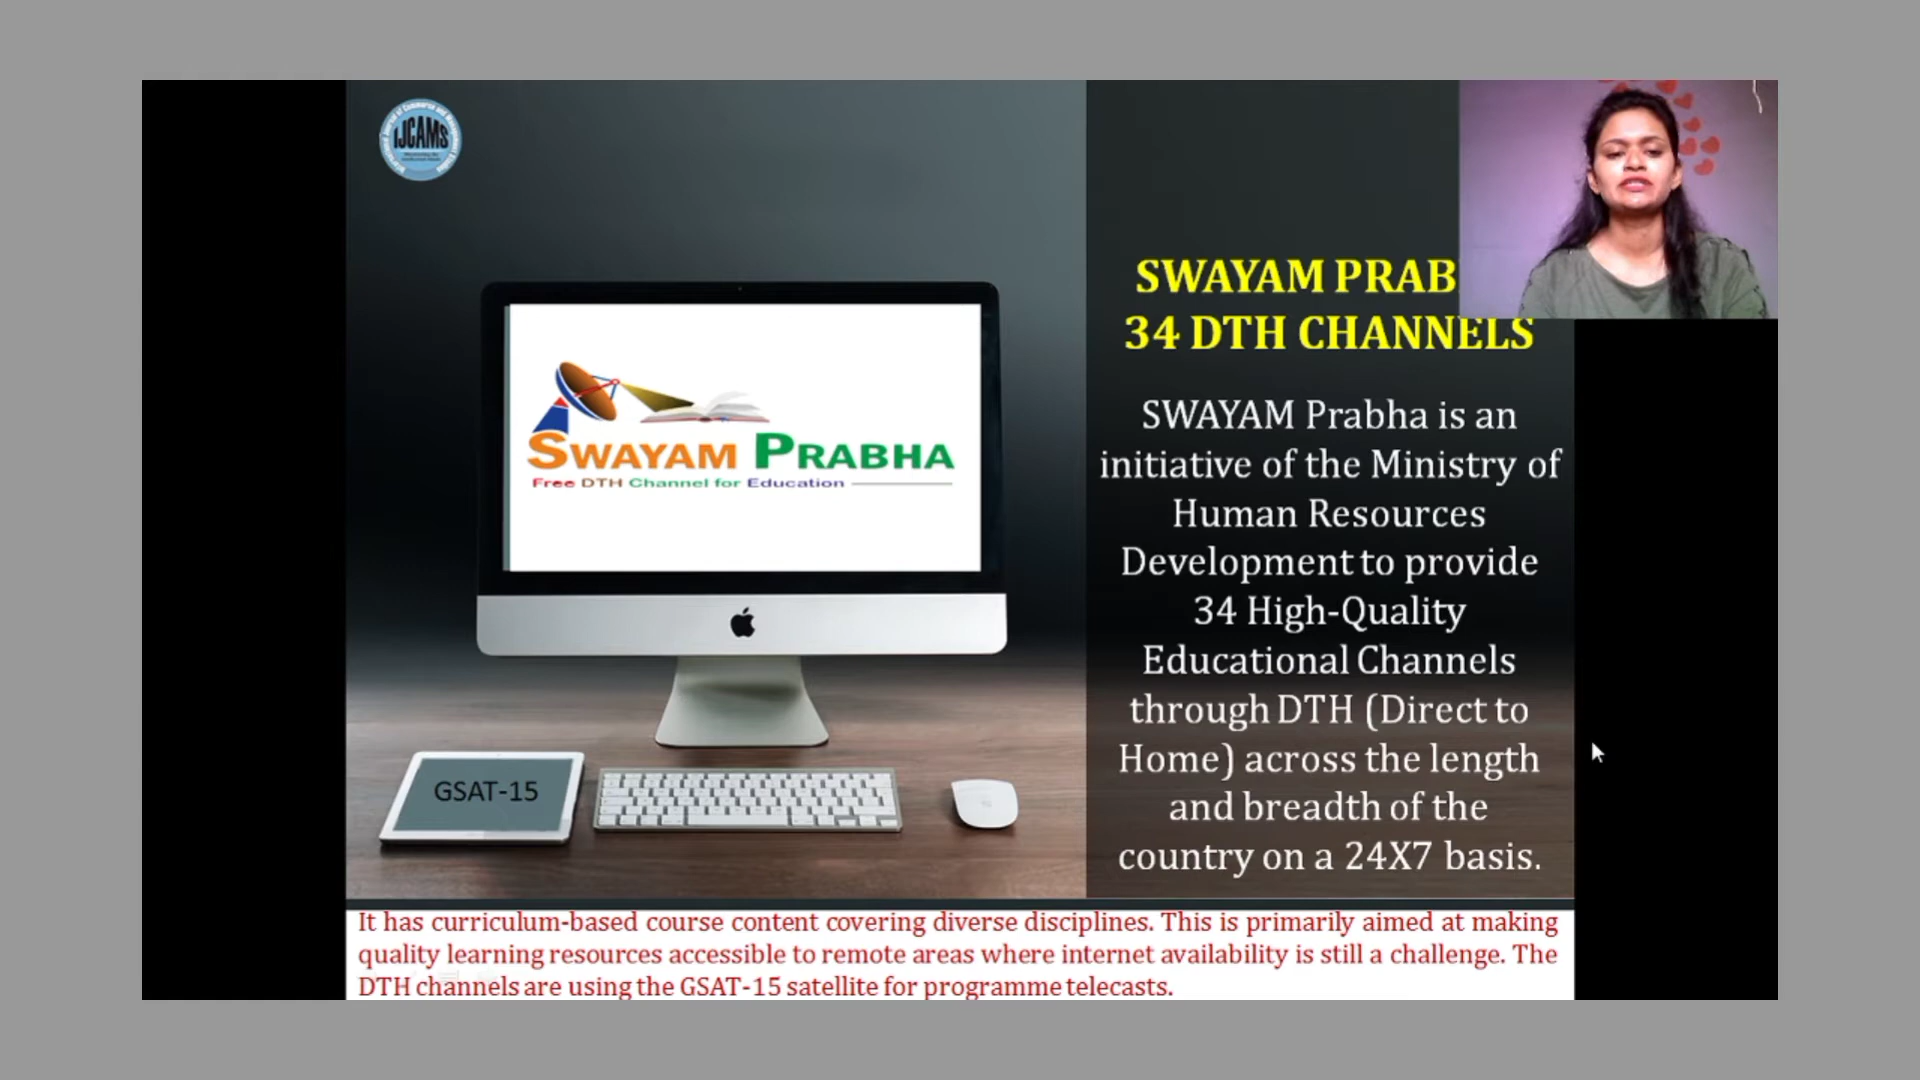 IJCAMS
SWAYAM PRABHA
Free DTH Channel for Education
GSAT-15
SWAYAM PRAB
34 DTH CHANNELS
SWAYAM Prabha is an
initiative of the Ministry of
Human Resources
Development to provide
34 High-Quality
Educational Channels
through DTH (Direct to
Home) across the length
and breadth of the
country on a 24X7 basis.
It has curriculum-based course content covering diverse disciplines. This is primarily aimed at making
quality learning resources accessible to remote areas where internet availability is still a challenge. The
DTH channels are using the GSAT-15 satellite for programme telecasts.